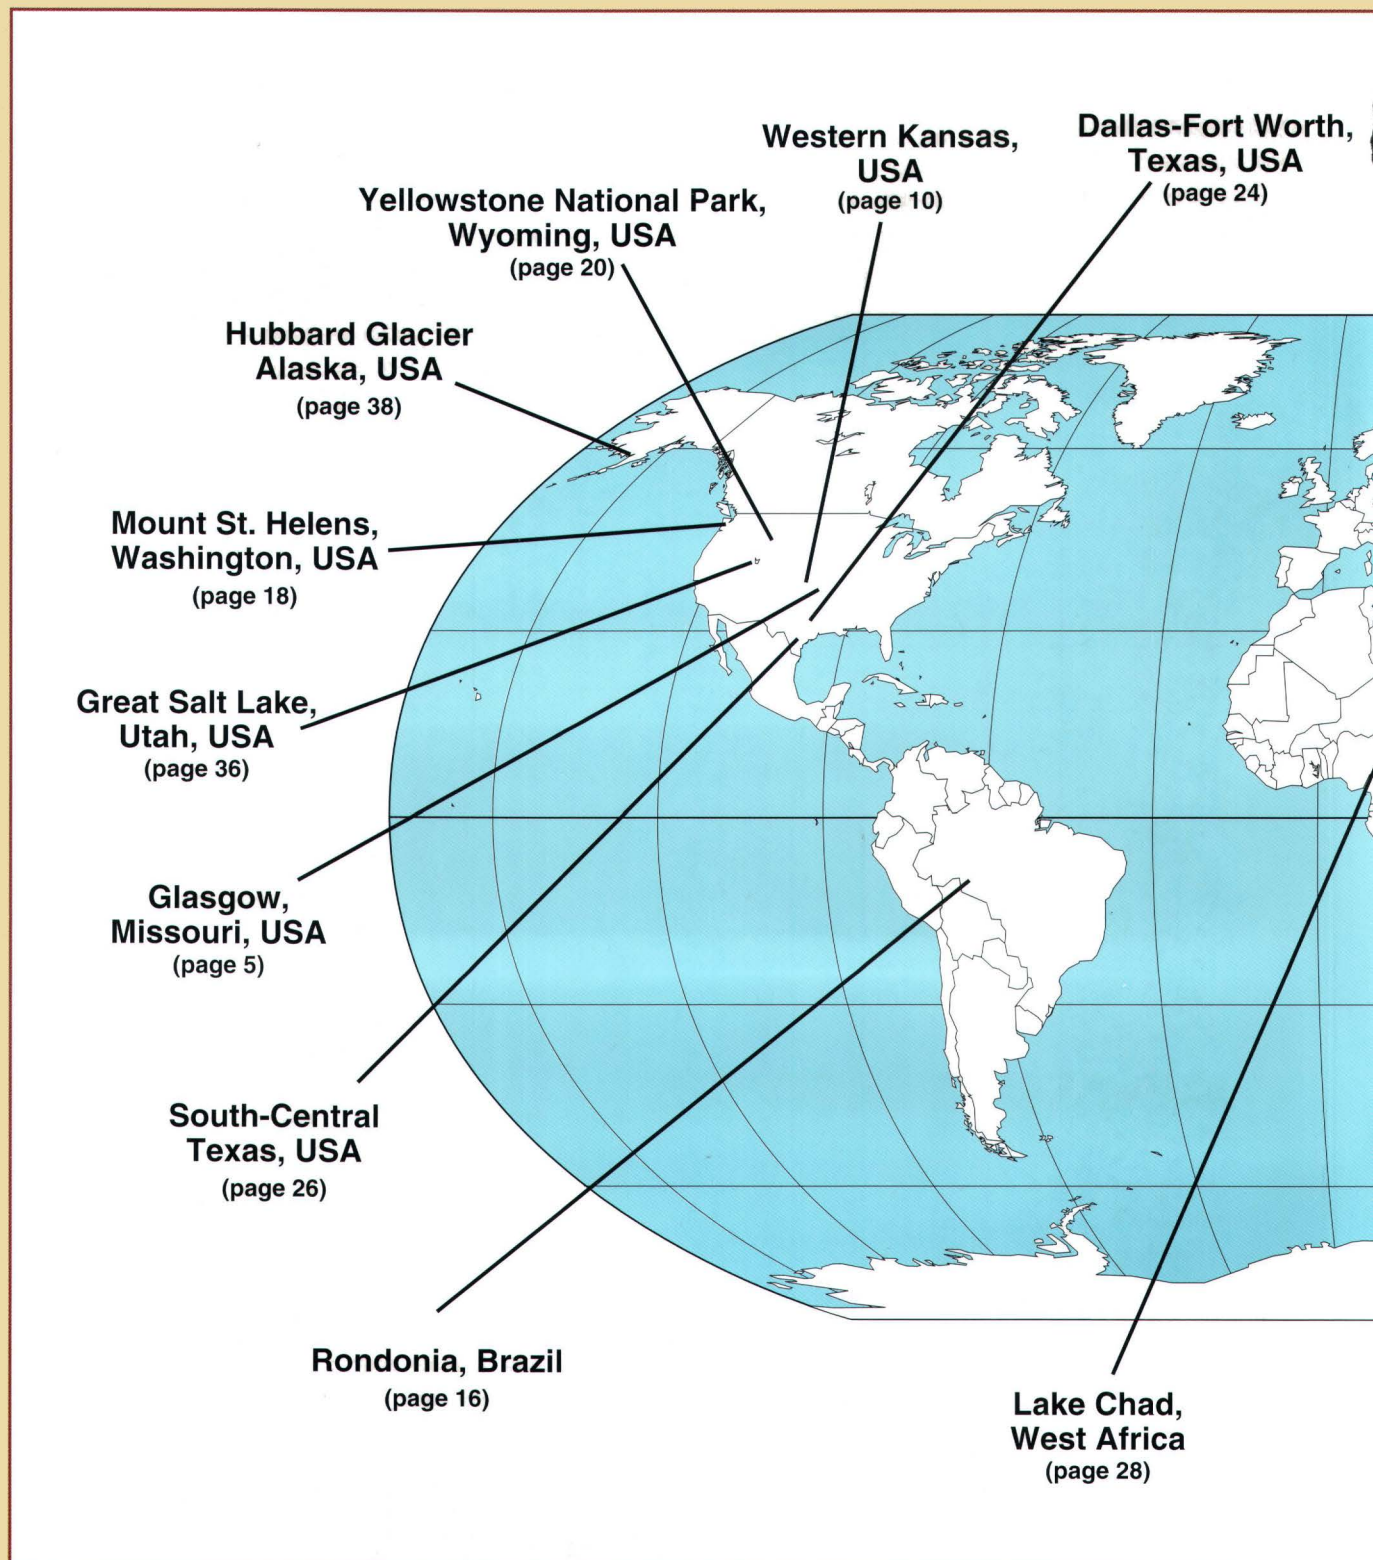 Western Kansas,
USA
(page 10)
Dallas-Fort Worth,
Texas, USA
(page 24)
Yellowstone National Park,
Wyoming, USA
(page 20)
Hubbard Glacier
Alaska, USA
(page 38)
Mount St. Helens,
Washington, USA
(page 18)
Great Salt Lake,
Utah, USA
(page 36)
Glasgow,
Missouri, USA
(page 5)
South-Central
Texas, USA
(page 26)
Rondonia, Brazil
(page 16)
Lake Chad,
West Africa
(page 28)